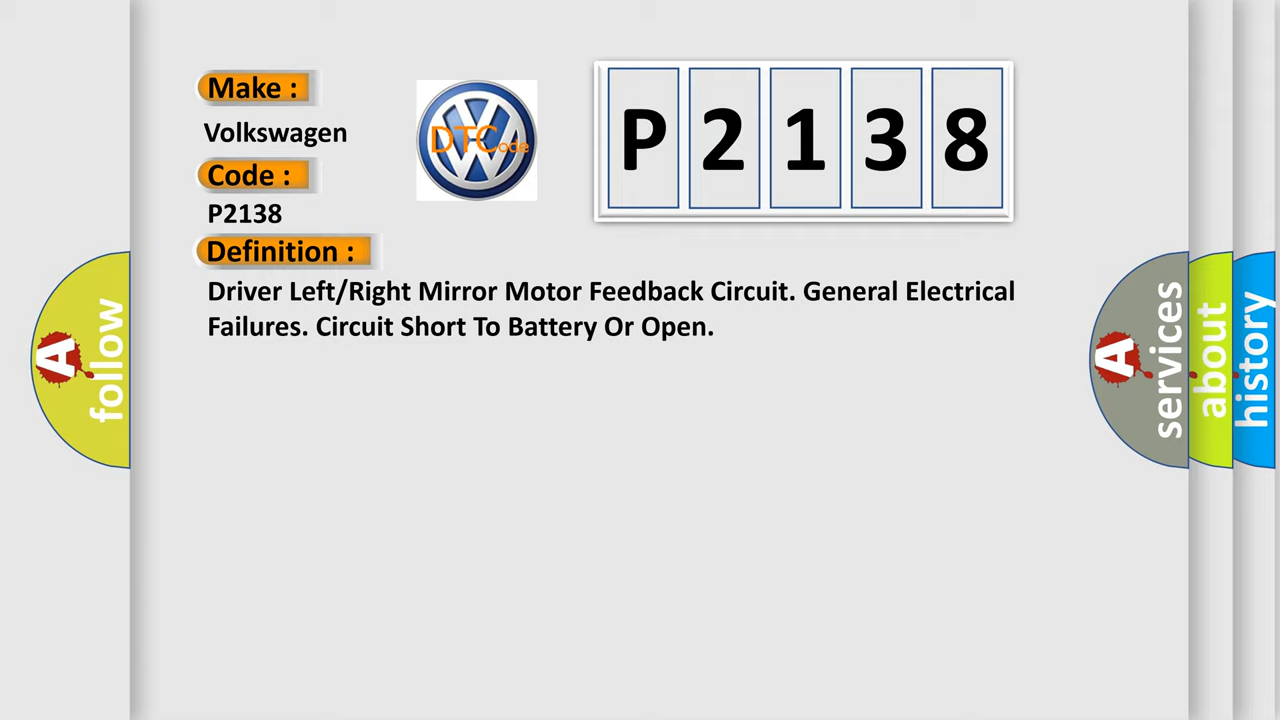 Make :
Volkswagen
Code :
P2138
Definition :
Driver Left/Right Mirror Motor Feedback Circuit. General Electrical
Failures. Circuit Short To Battery Or Open.
DTCode
P 2 1 3 8
A follow
A services
about
history